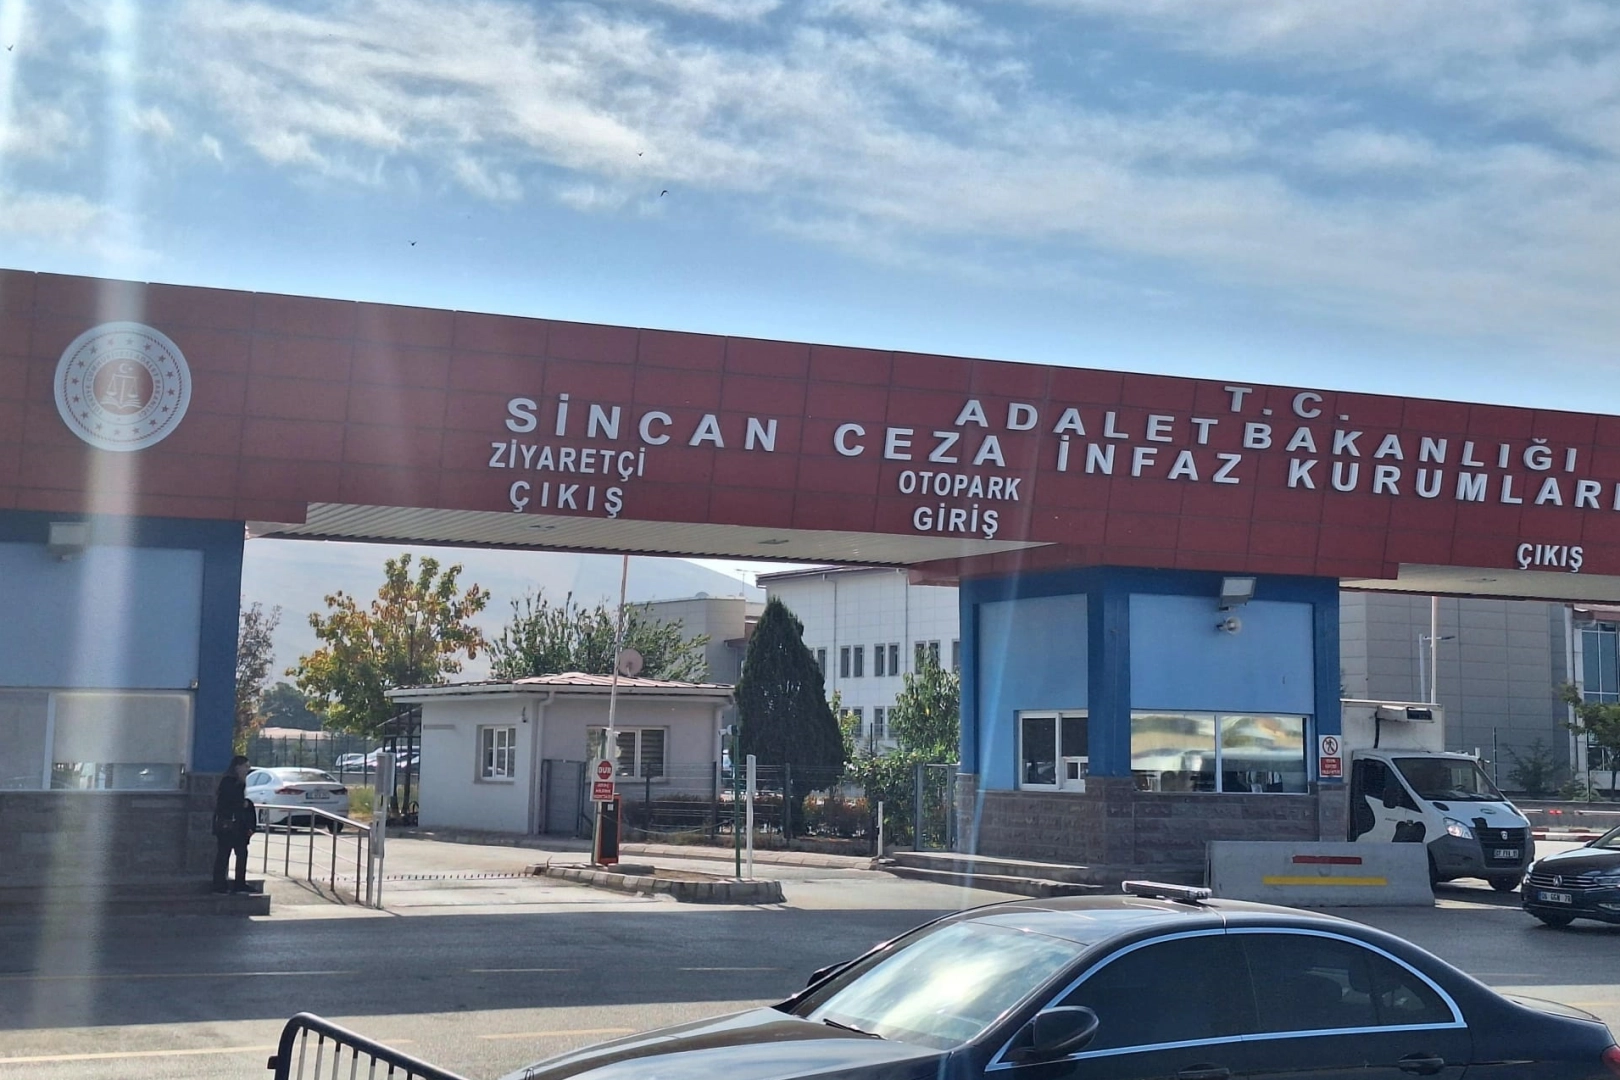 T. C.
ADALET BAKANLIĞI
SİNCAN CEZA İNFAZ KURUMLARI
ZİYARETÇİ
ÇIKIŞ
OTOPARK
GİRİŞ
ÇIKIŞ
DUR